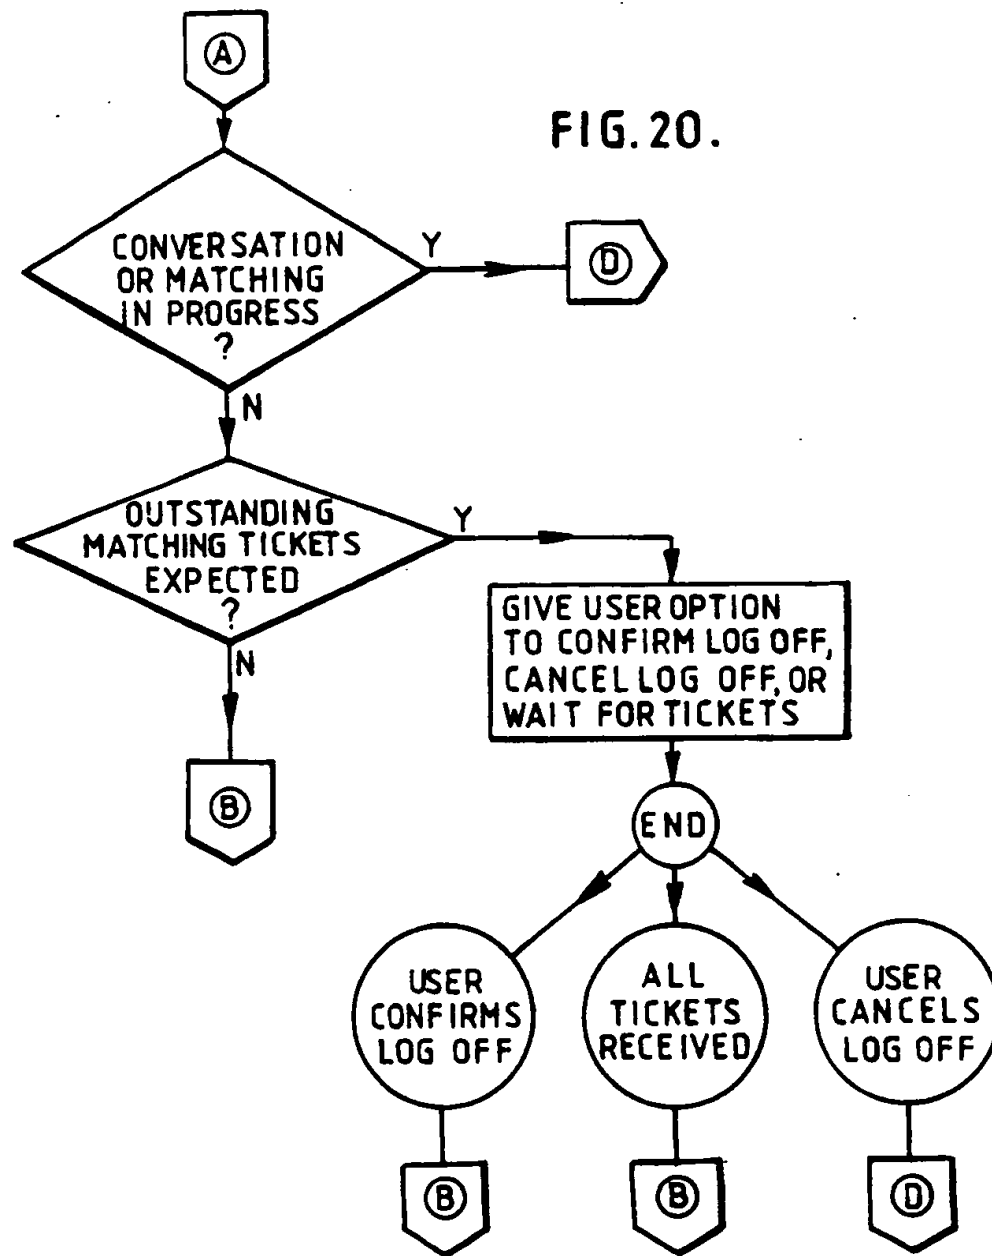 A
FIG. 20.
CONVERSATION
OR MATCHING
IN PROGRESS
?
Y
D
N
OUTSTANDING
MATCHING TICKETS
EXPECTED
?
Y
N
GIVE USER OPTION
TO CONFIRM LOG OFF,
CANCEL LOG OFF, OR
WAIT FOR TICKETS
B
END
USER
CONFIRMS
LOG OFF
ALL
TICKETS
RECEIVED
USER
CANCELS
LOG OFF
B
B
D